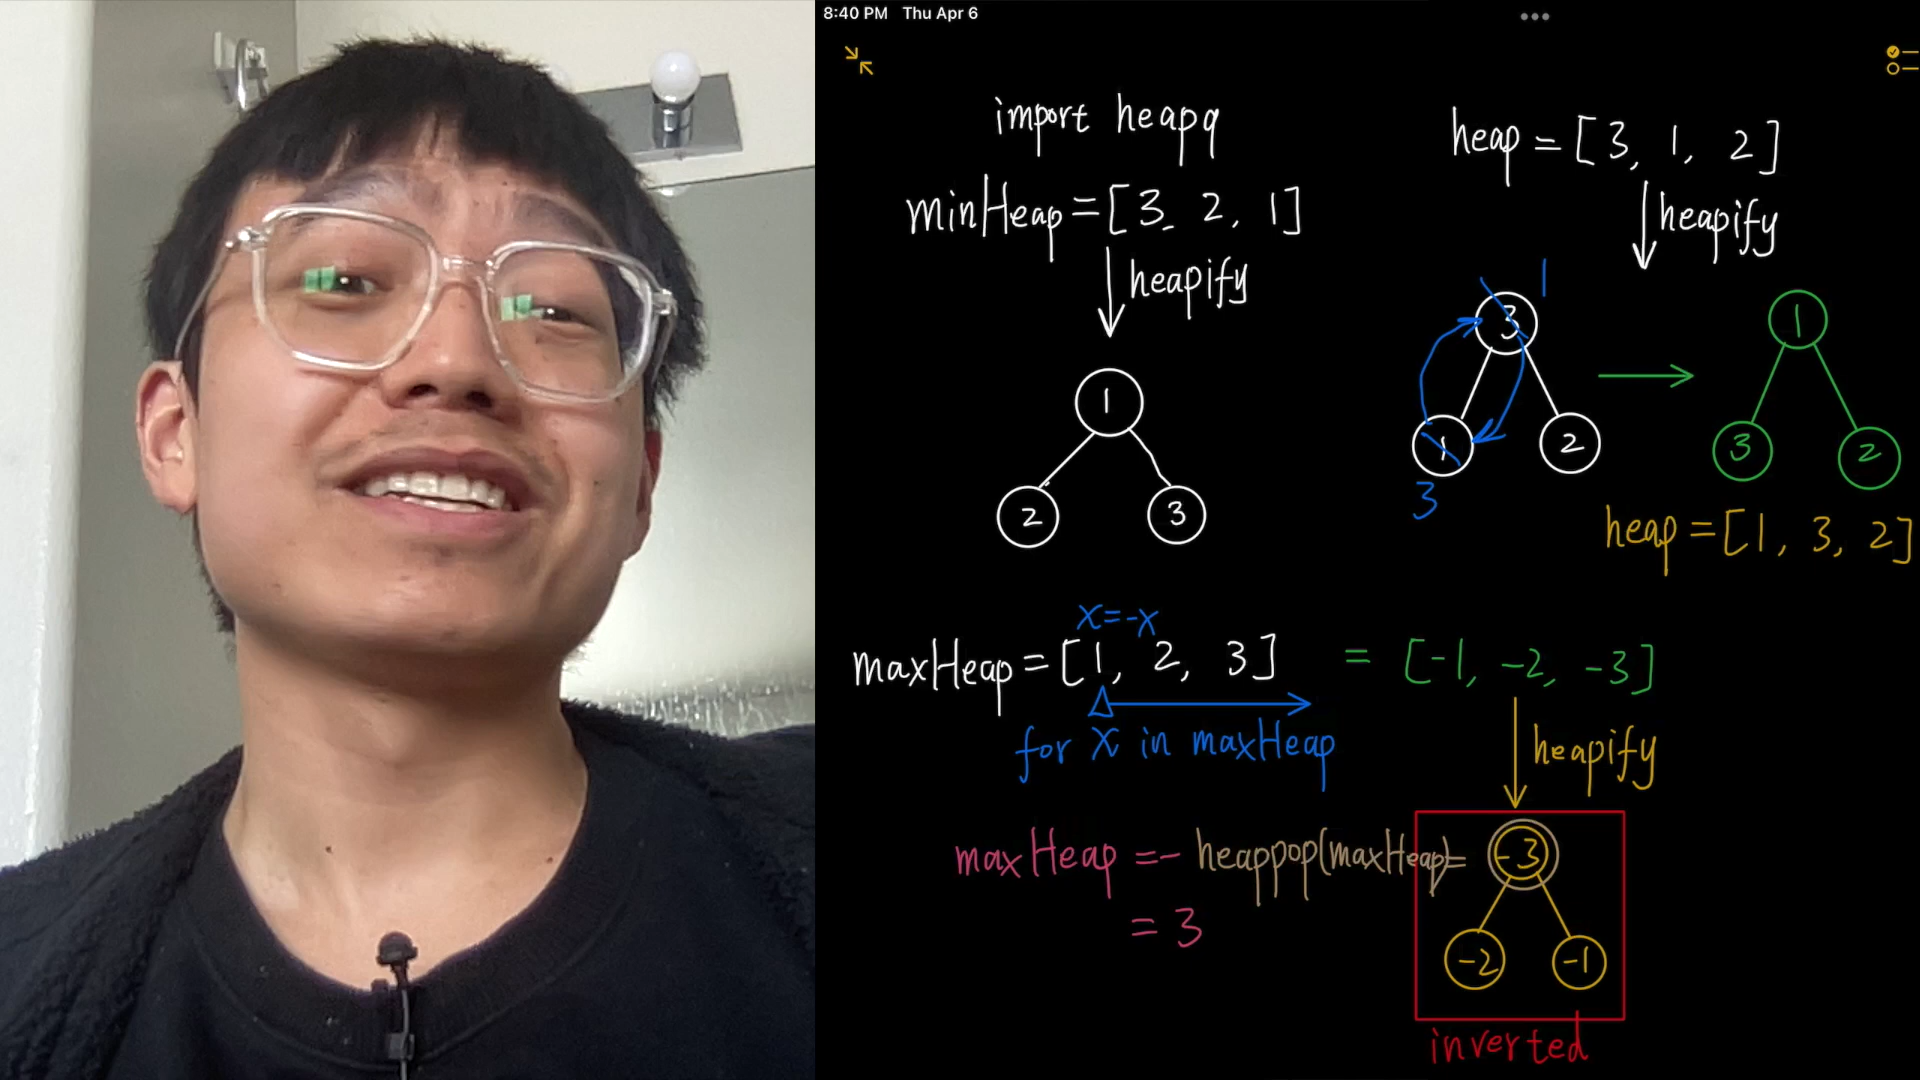 8:40 PM Thu Apr 6
import heapq
minHeap = [3, 2, 1]
heapify
1
2 3
heap = [3, 1, 2]
heapify
3 1
1 2
3
1
3 2
heap = [1, 3, 2]
x=-x
maxHeap = [1, 2, 3] = [-1, -2, -3]
for x in maxHeap
heapify
maxHeap =- heappop(maxHeap)=
= 3
-3
-2 -1
inverted